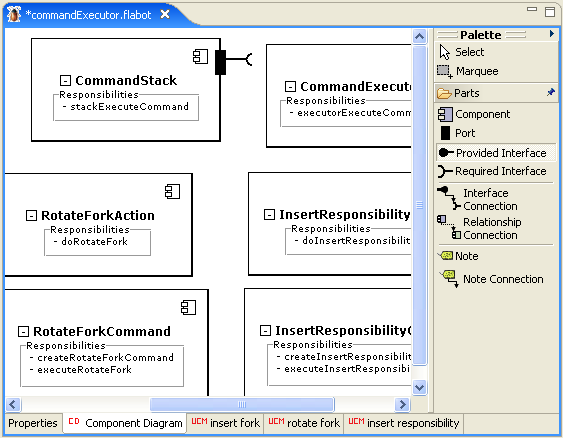 *commandExecutor.flabot
CommandStack
Responsibilities
- stackExecuteCommand
CommandExecuto
Responsibilities
- executorExecuteComm
RotateForkAction
Responsibilities
- doRotateFork
InsertResponsibility
Responsibilities
- doInsertResponsibilit
RotateForkCommand
Responsibilities
- createRotateForkCommand
- executeRotateFork
InsertResponsibilityC
Responsibilities
- createInsertResponsi
- executeInsertResponsib
Palette
Select
Marquee
Parts
Component
Port
Provided Interface
Required Interface
Interface
Connection
Relationship
Connection
Note
Note Connection
Properties CD Component Diagram UCM insert fork UCM rotate fork UCM insert responsibility